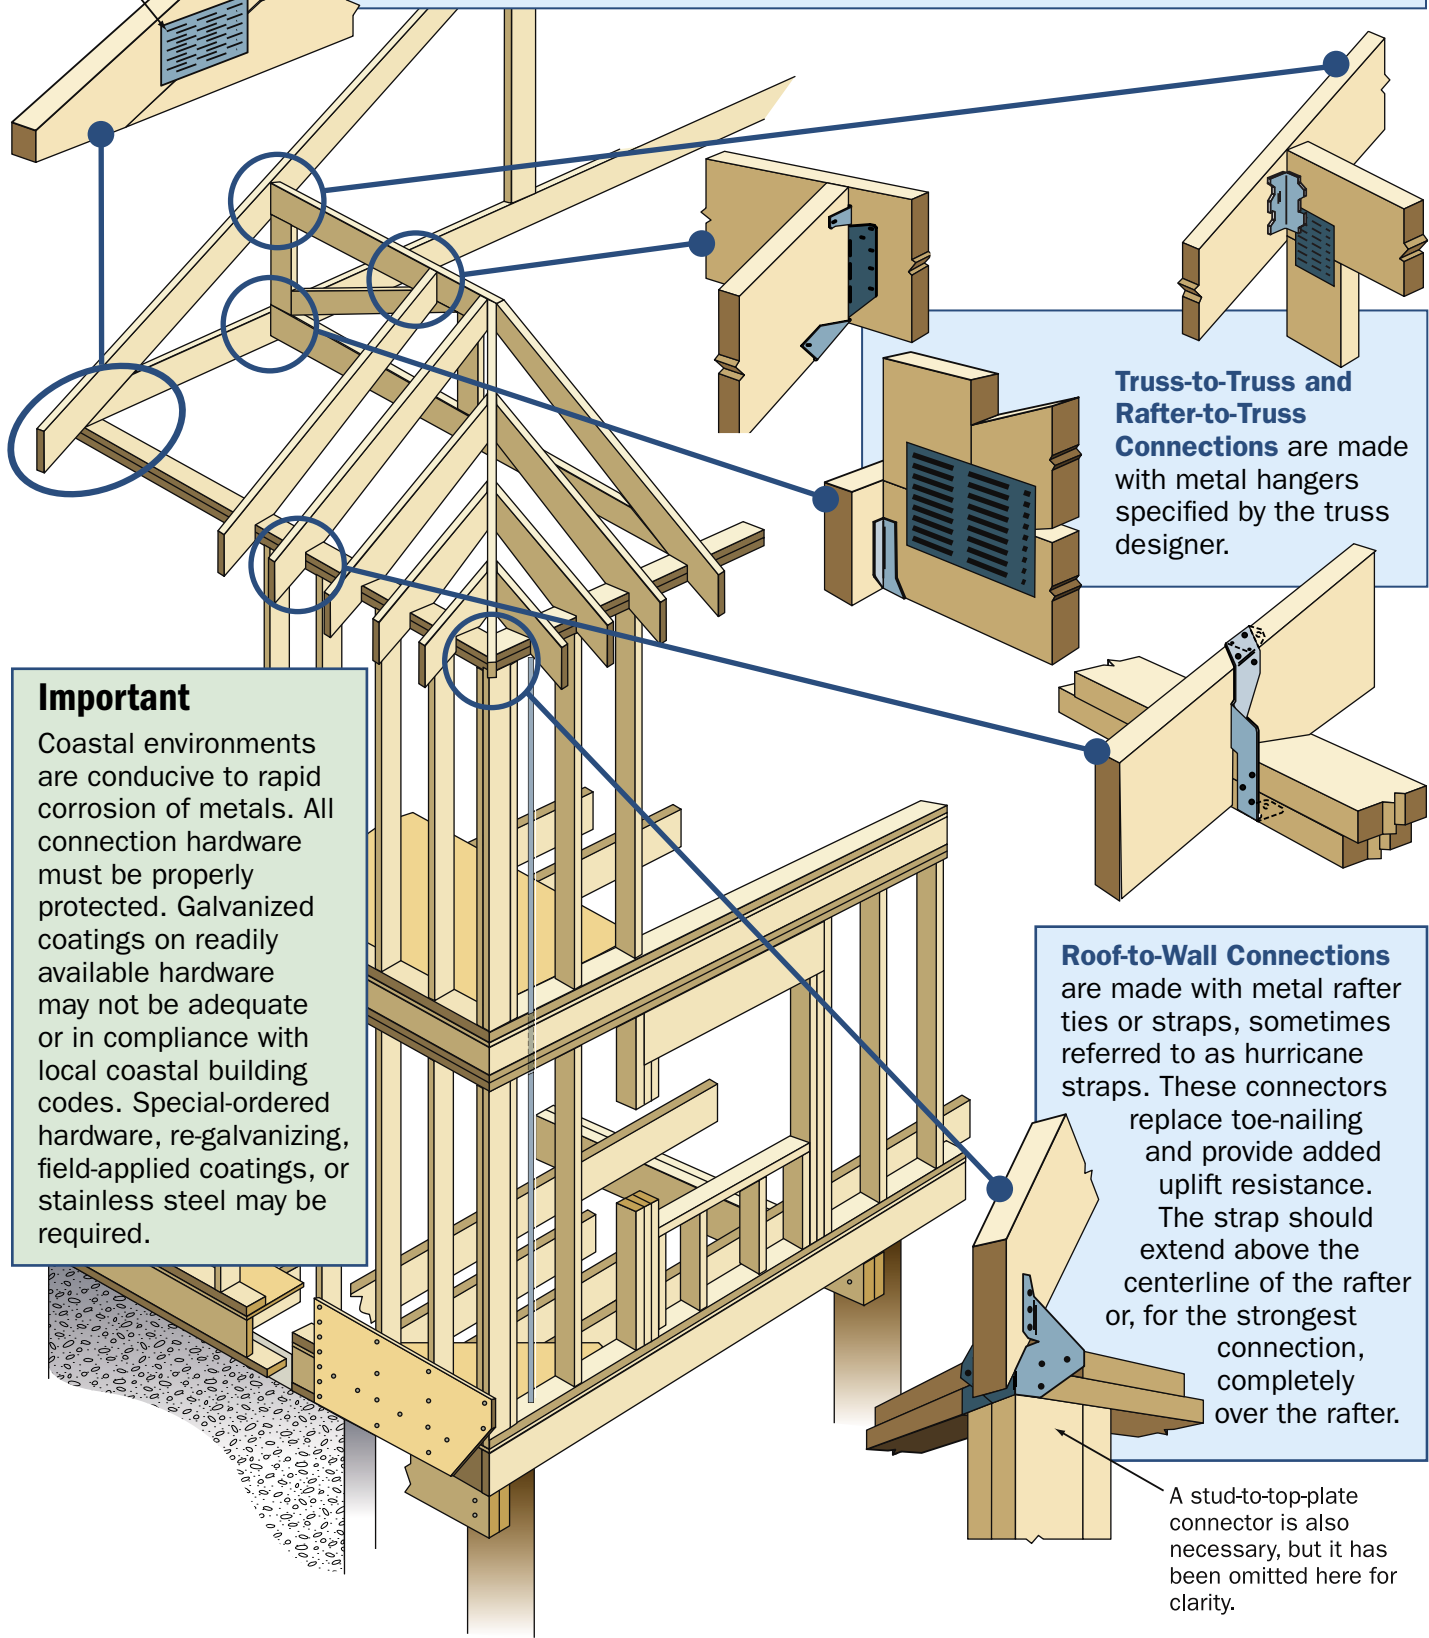 Truss-to-Truss and
Rafter-to-Truss
Connections are made
with metal hangers
specified by the truss
designer.
Important
Coastal environments
are conducive to rapid
corrosion of metals. All
connection hardware
must be properly
protected. Galvanized
coatings on readily
available hardware
may not be adequate
or in compliance with
local coastal building
codes. Special-ordered
hardware, re-galvanizing,
field-applied coatings, or
stainless steel may be
required.
Roof-to-Wall Connections
are made with metal rafter
ties or straps, sometimes
referred to as hurricane
straps. These connectors
replace toe-nailing
and provide added
uplift resistance.
The strap should
extend above the
centerline of the rafter
or, for the strongest
connection,
completely
over the rafter.
A stud-to-top-plate
connector is also
necessary, but it has
been omitted here for
clarity.